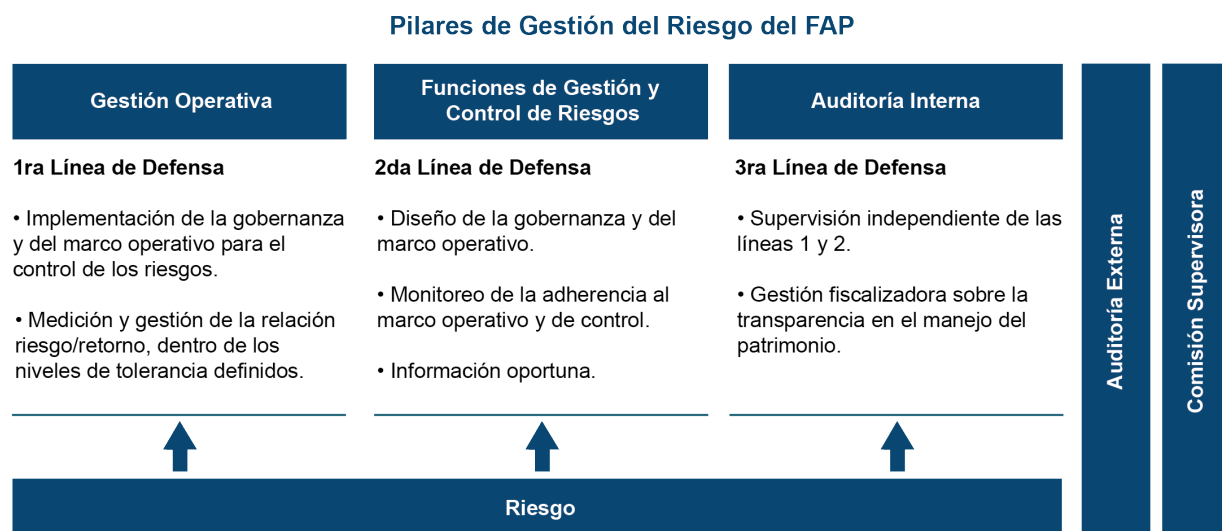 Pilares de Gestión del Riesgo del FAP
Gestión Operativa
1ra Línea de Defensa
• Implementación de la gobernanza
y del marco operativo para el
control de los riesgos.
• Medición y gestión de la relación
riesgo/retorno, dentro de los
niveles de tolerancia definidos.
Funciones de Gestión y
Control de Riesgos
2da Línea de Defensa
• Diseño de la gobernanza y del
marco operativo.
• Monitoreo de la adherencia al
marco operativo y de control.
• Información oportuna.
Auditoría Interna
3ra Línea de Defensa
• Supervisión independiente de las
líneas 1 y 2.
• Gestión fiscalizadora sobre la
transparencia en el manejo del
patrimonio.
Auditoría Externa
Comisión Supervisora
Riesgo